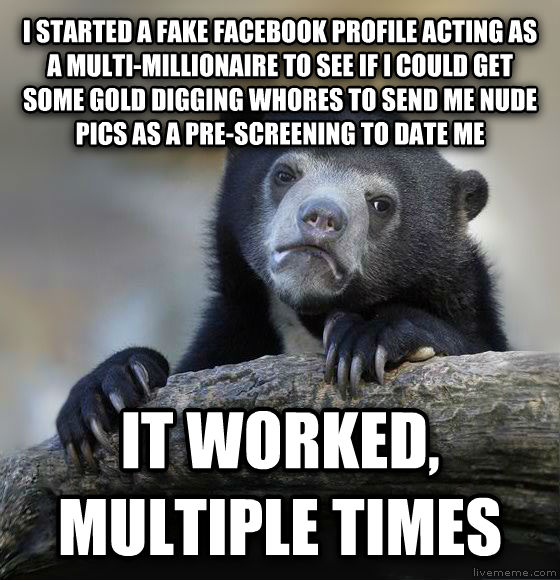 I STARTED A FAKE FACEBOOK PROFILE ACTING AS
A MULTI-MILLIONAIRE TO SEE IF I COULD GET
SOME GOLD DIGGING WHORES TO SEND ME NUDE
PICS AS A PRE-SCREENING TO DATE ME
IT WORKED,
MULTIPLE TIMES
livememe.com